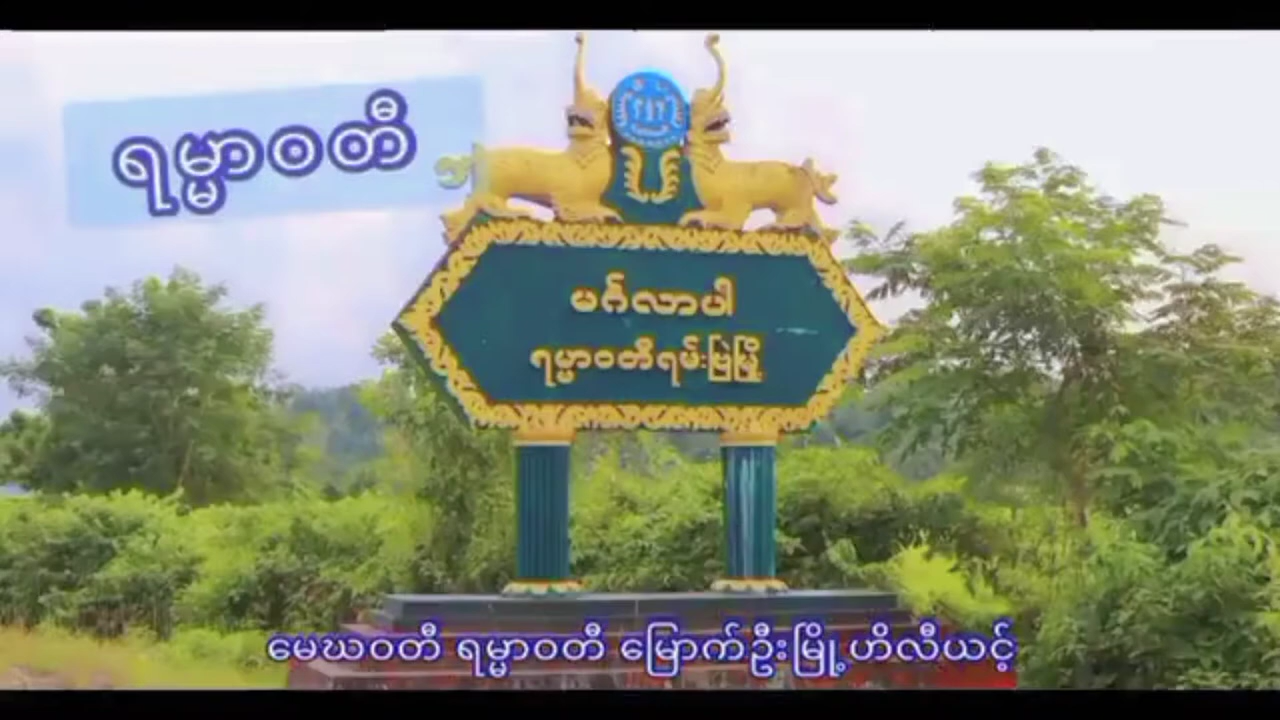 ရမ္မာဝတီ
မင်္ဂလာပါ
ရမ္မာဝတီရမ်းဗြဲမြို့
မေဃဝတီ ရမ္မာဝတီ မြောက်ဦးမြို့ဟိလီယင့်